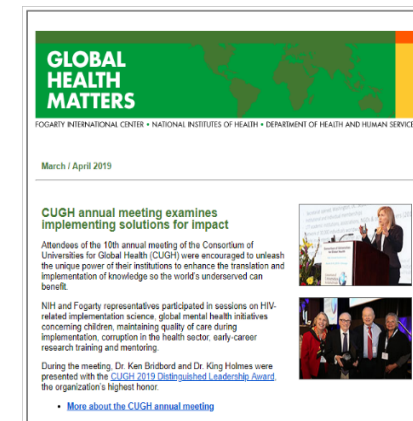 GLOBAL
HEALTH
MATTERS
FOGARTY INTERNATIONAL CENTER • NATIONAL INSTITUTES OF HEALTH • DEPARTMENT OF HEALTH AND HUMAN SERVICE
March / April 2019
CUGH annual meeting examines
implementing solutions for impact
Attendees of the 10th annual meeting of the Consortium of
Universities for Global Health (CUGH) were encouraged to unleash
the unique power of their institutions to enhance the translation and
implementation of knowledge so the world's underserved can
benefit.
NIH and Fogarty representatives participated in sessions on HIV-
related implementation science, global mental health initiatives
concerning children, maintaining quality of care during
implementation, corruption in the health sector, early-career
research training and mentoring.
During the meeting, Dr. Ken Bridbord and Dr. King Holmes were
presented with the CUGH 2019 Distinguished Leadership Award,
the organization's highest honor.
• More about the CUGH annual meeting